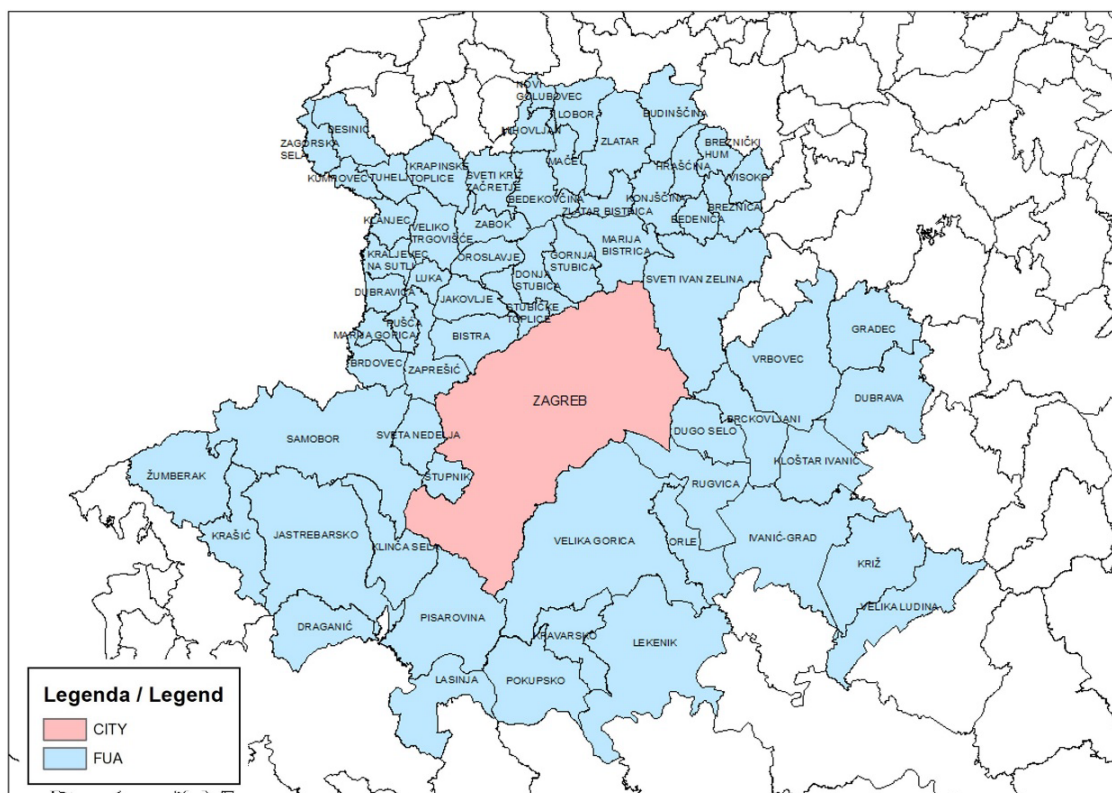 NOVI
GOLUBOVEC
LOBOR
BUDINŠČINA
DESINIĆ
MIHOVLJAN
ZLATAR
ZAGORSKA
SELA
BREZNIČKI
HUM
MAČE
HRAŠĆINA
KRAPINSKE
TOPLICE
SVETI KRIŽ
ZAČRETJE
KUMROVEC
TUHELJ
VISOKO
BEDEKOVČINA
KONJŠČINA
ZLATAR BISTRICA
BREZNICA
BEDENICA
KLANJEC
VELIKO
TRGOVIŠĆE
ZABOK
MARIJA
BISTRICA
KRALJEVEC
NA SUTLI
OROSLAVJE
GORNJA
STUBICA
LUKA
DONJA
STUBICA
SVETI IVAN ZELINA
DUBRAVICA
JAKOVLJE
STUBIČKE
TOPLICE
PUŠĆA
MARIJA GORICA
BISTRA
GRADEC
VRBOVEC
BRDOVEC
ZAPREŠIĆ
ZAGREB
DUBRAVA
BRCKOVLJANI
DUGO SELO
SAMOBOR
SVETA NEDELJA
KLOŠTAR IVANIĆ
ŽUMBERAK
STUPNIK
RUGVICA
KRAŠIĆ
JASTREBARSKO
KLINČA SELA
VELIKA GORICA
ORLE
IVANIĆ-GRAD
KRIŽ
VELIKA LUDINA
DRAGANIĆ
PISAROVINA
KRAVARSKO
LEKENIK
LASINJA
POKUPSKO
Legenda / Legend
CITY
FUA